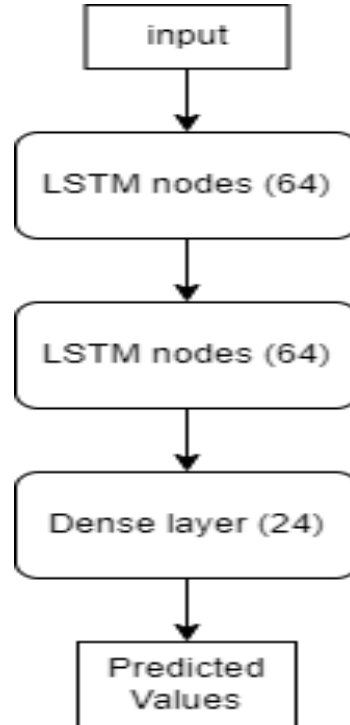 input
LSTM nodes (64)
LSTM nodes (64)
Dense layer (24)
Predicted
Values